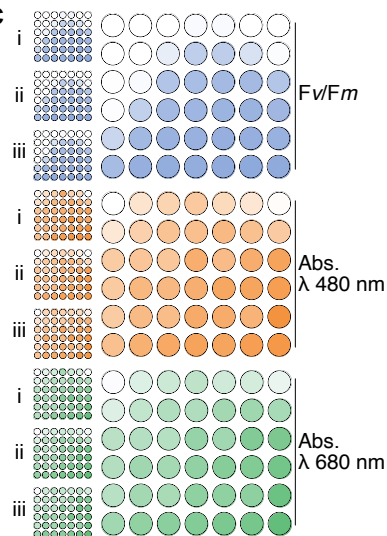 c
i
ii
iii
Fv/Fm
i
ii
iii
Abs.
λ 480 nm
i
ii
iii
Abs.
λ 680 nm